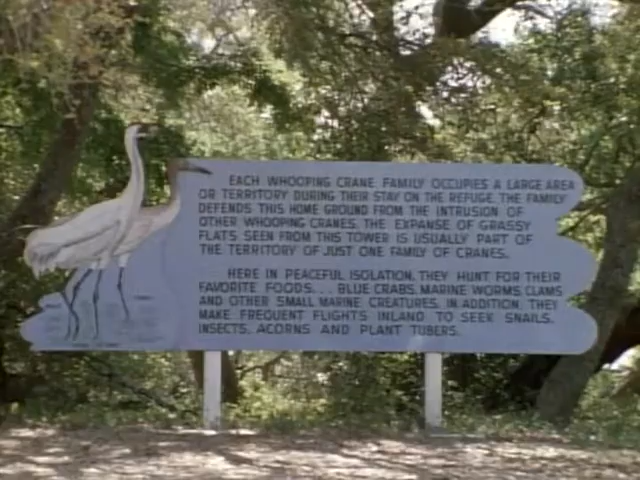 EACH WHOOPING CRANE FAMILY OCCUPIES A LARGE AREA
OR TERRITORY DURING THEIR STAY ON THE REFUGE. THE FAMILY
DEFENDS THIS HOME GROUND FROM THE INTRUSION OF
OTHER WHOOPING CRANES. THE EXPANSE OF GRASSY
FLATS SEEN FROM THIS TOWER IS USUALLY PART OF
THE TERRITORY OF JUST ONE FAMILY OF CRANES.
HERE IN PEACEFUL ISOLATION, THEY HUNT FOR THEIR
FAVORITE FOODS... BLUE CRABS, MARINE WORMS, CLAMS
AND OTHER SMALL MARINE CREATURES. IN ADDITION, THEY
MAKE FREQUENT FLIGHTS INLAND TO SEEK SNAILS,
INSECTS, ACORNS AND PLANT TUBERS.